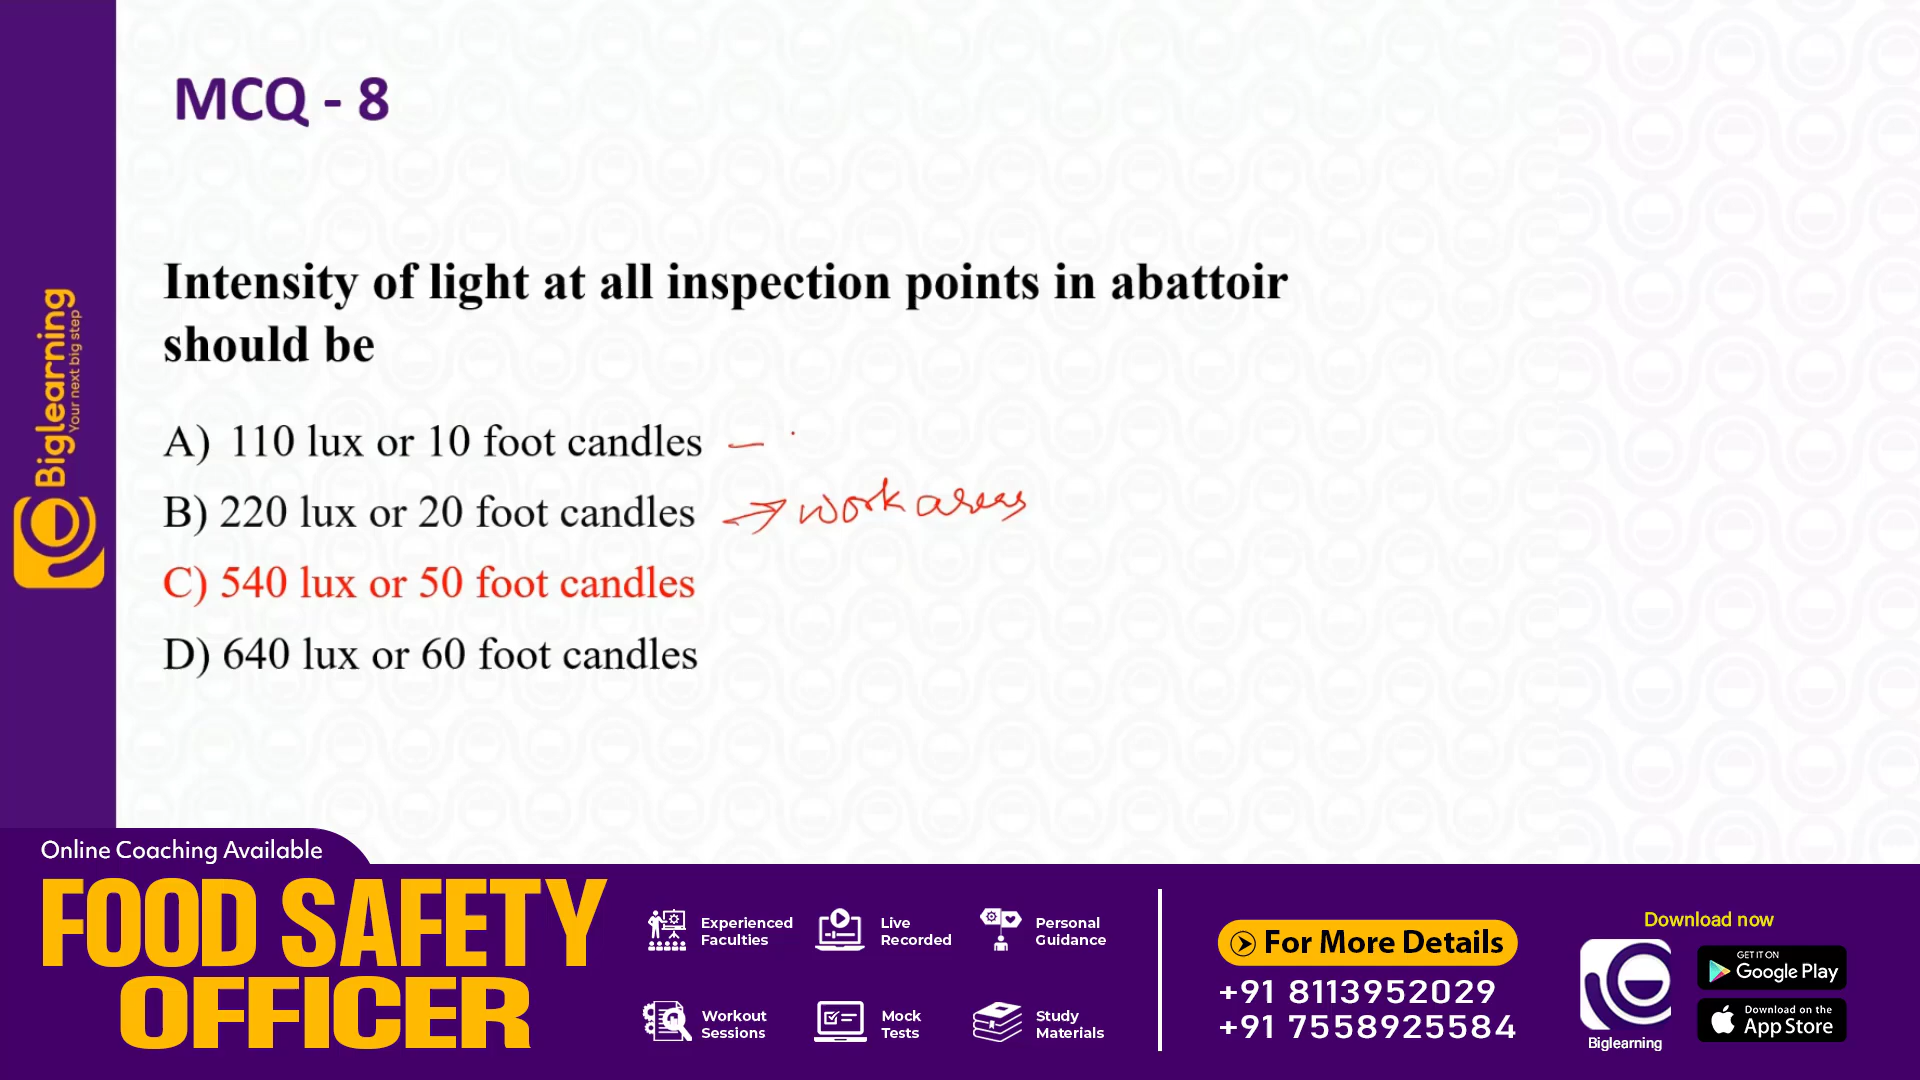 MCQ - 8
Intensity of light at all inspection points in abattoir
should be
A) 110 lux or 10 foot candles –
B) 220 lux or 20 foot candles → work areas
C) 540 lux or 50 foot candles
D) 640 lux or 60 foot candles
Biglearning
Your next big step
Online Coaching Available
FOOD SAFETY
OFFICER
Experienced
Faculties
Live
Recorded
Personal
Guidance
Workout
Sessions
Mock
Tests
Study
Materials
For More Details
+91 8113952029
+91 7558925584
Download now
Biglearning
GET IT ON
Google Play
Download on the
App Store